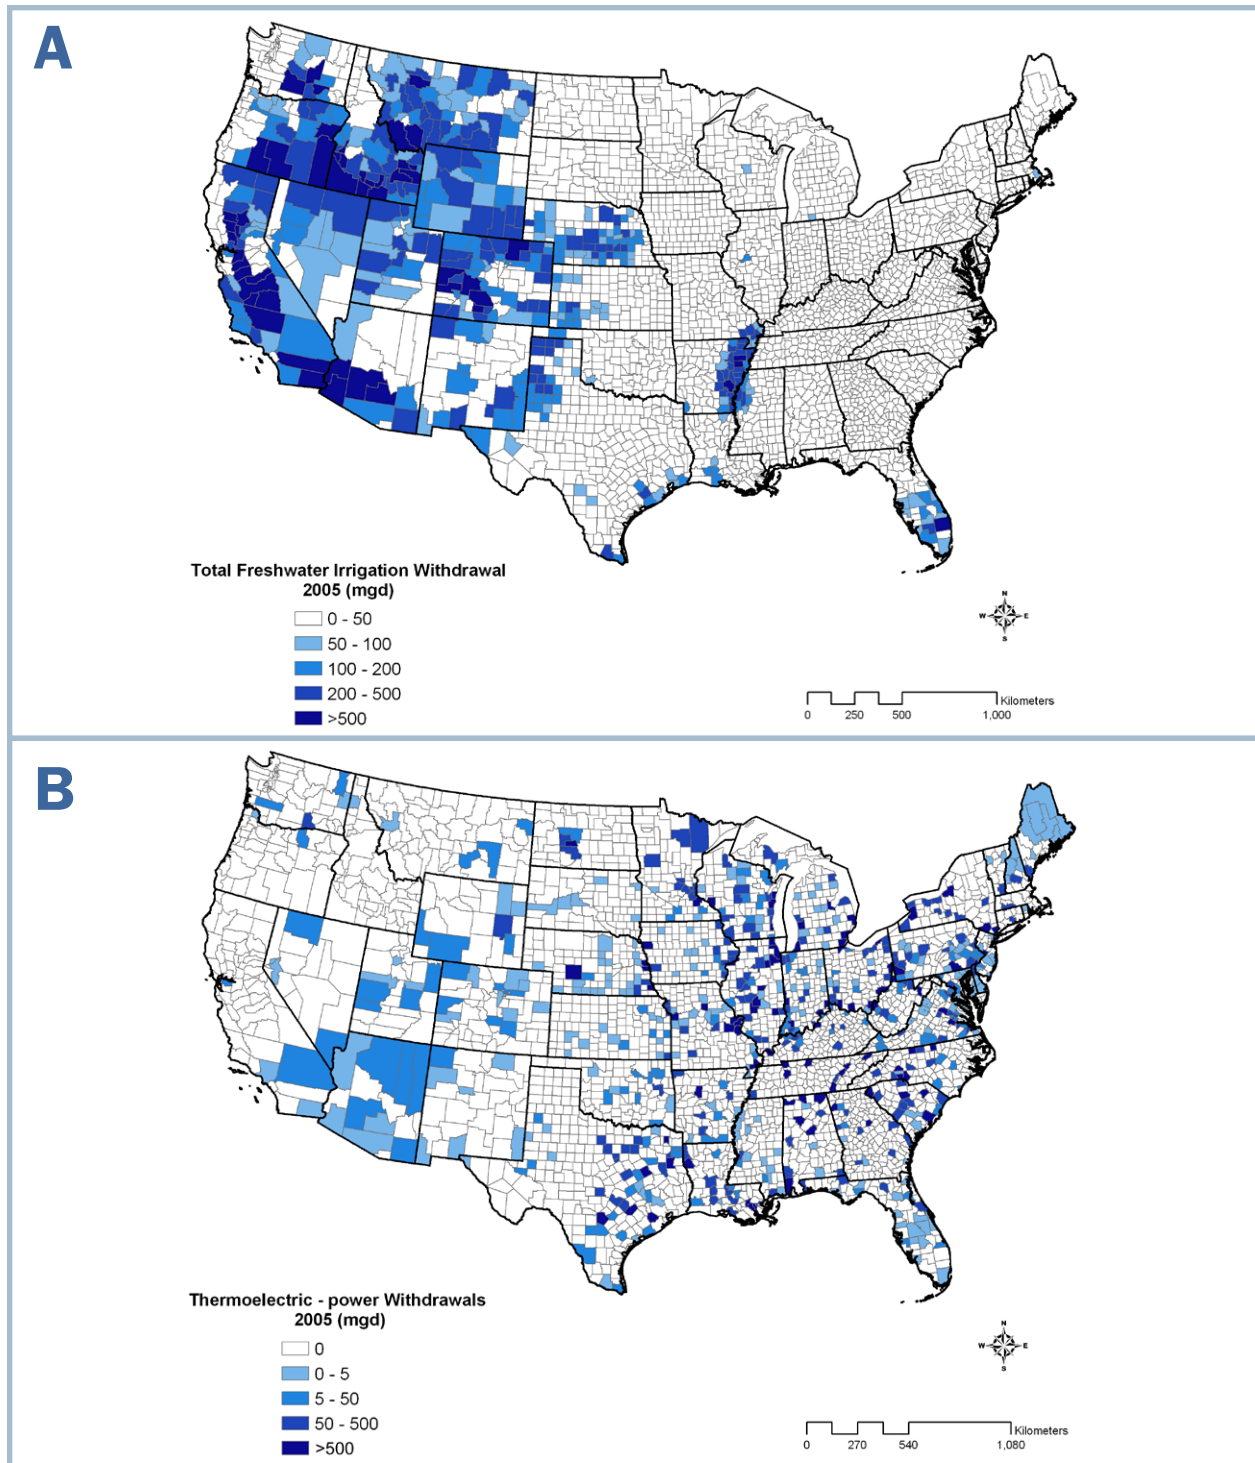 A
Total Freshwater Irrigation Withdrawal
2005 (mgd)
0 - 50
50 - 100
100 - 200
200 - 500
>500
N
W E
S
Kilometers
0 250 500 1,000
B
Thermoelectric - power Withdrawals
2005 (mgd)
0
0 - 5
5 - 50
50 - 500
>500
N
W E
S
Kilometers
0 270 540 1,080